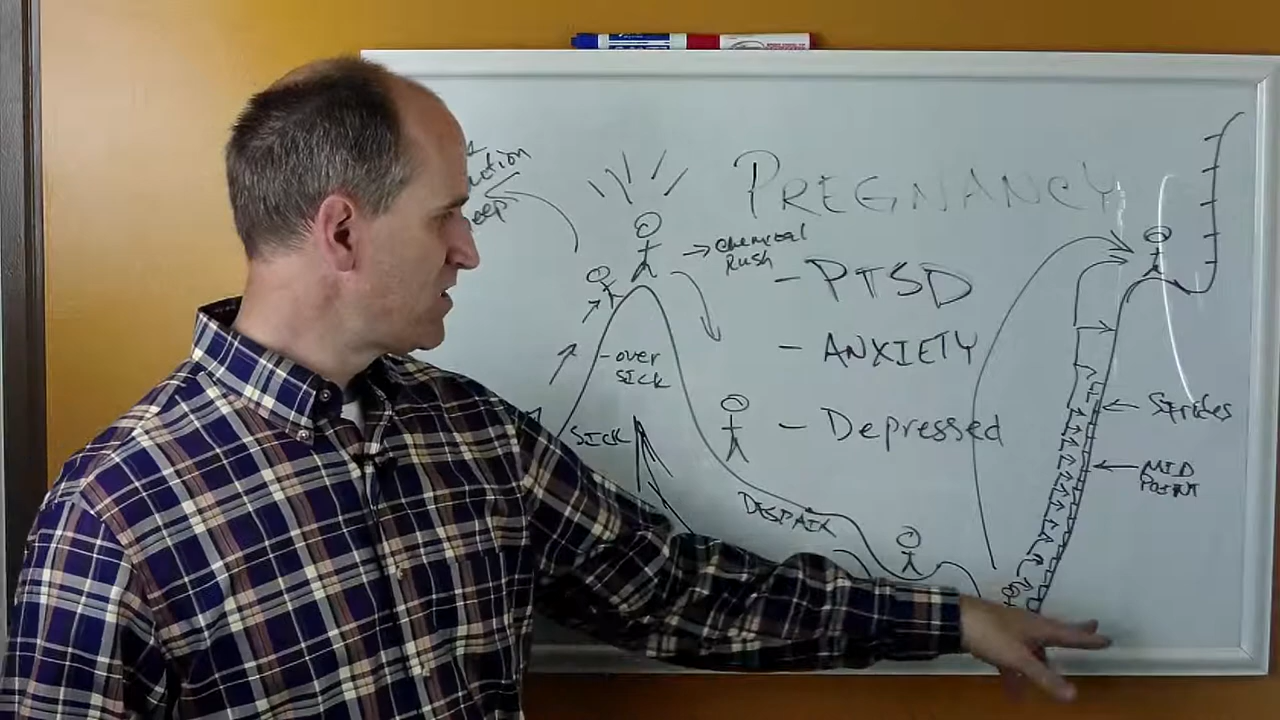 PREGNANCY
→ Chemical
Rush
- PTSD
- over
SICK
- ANXIETY
SICK
- Depressed
Strides
MID
POINT
DESPAIR